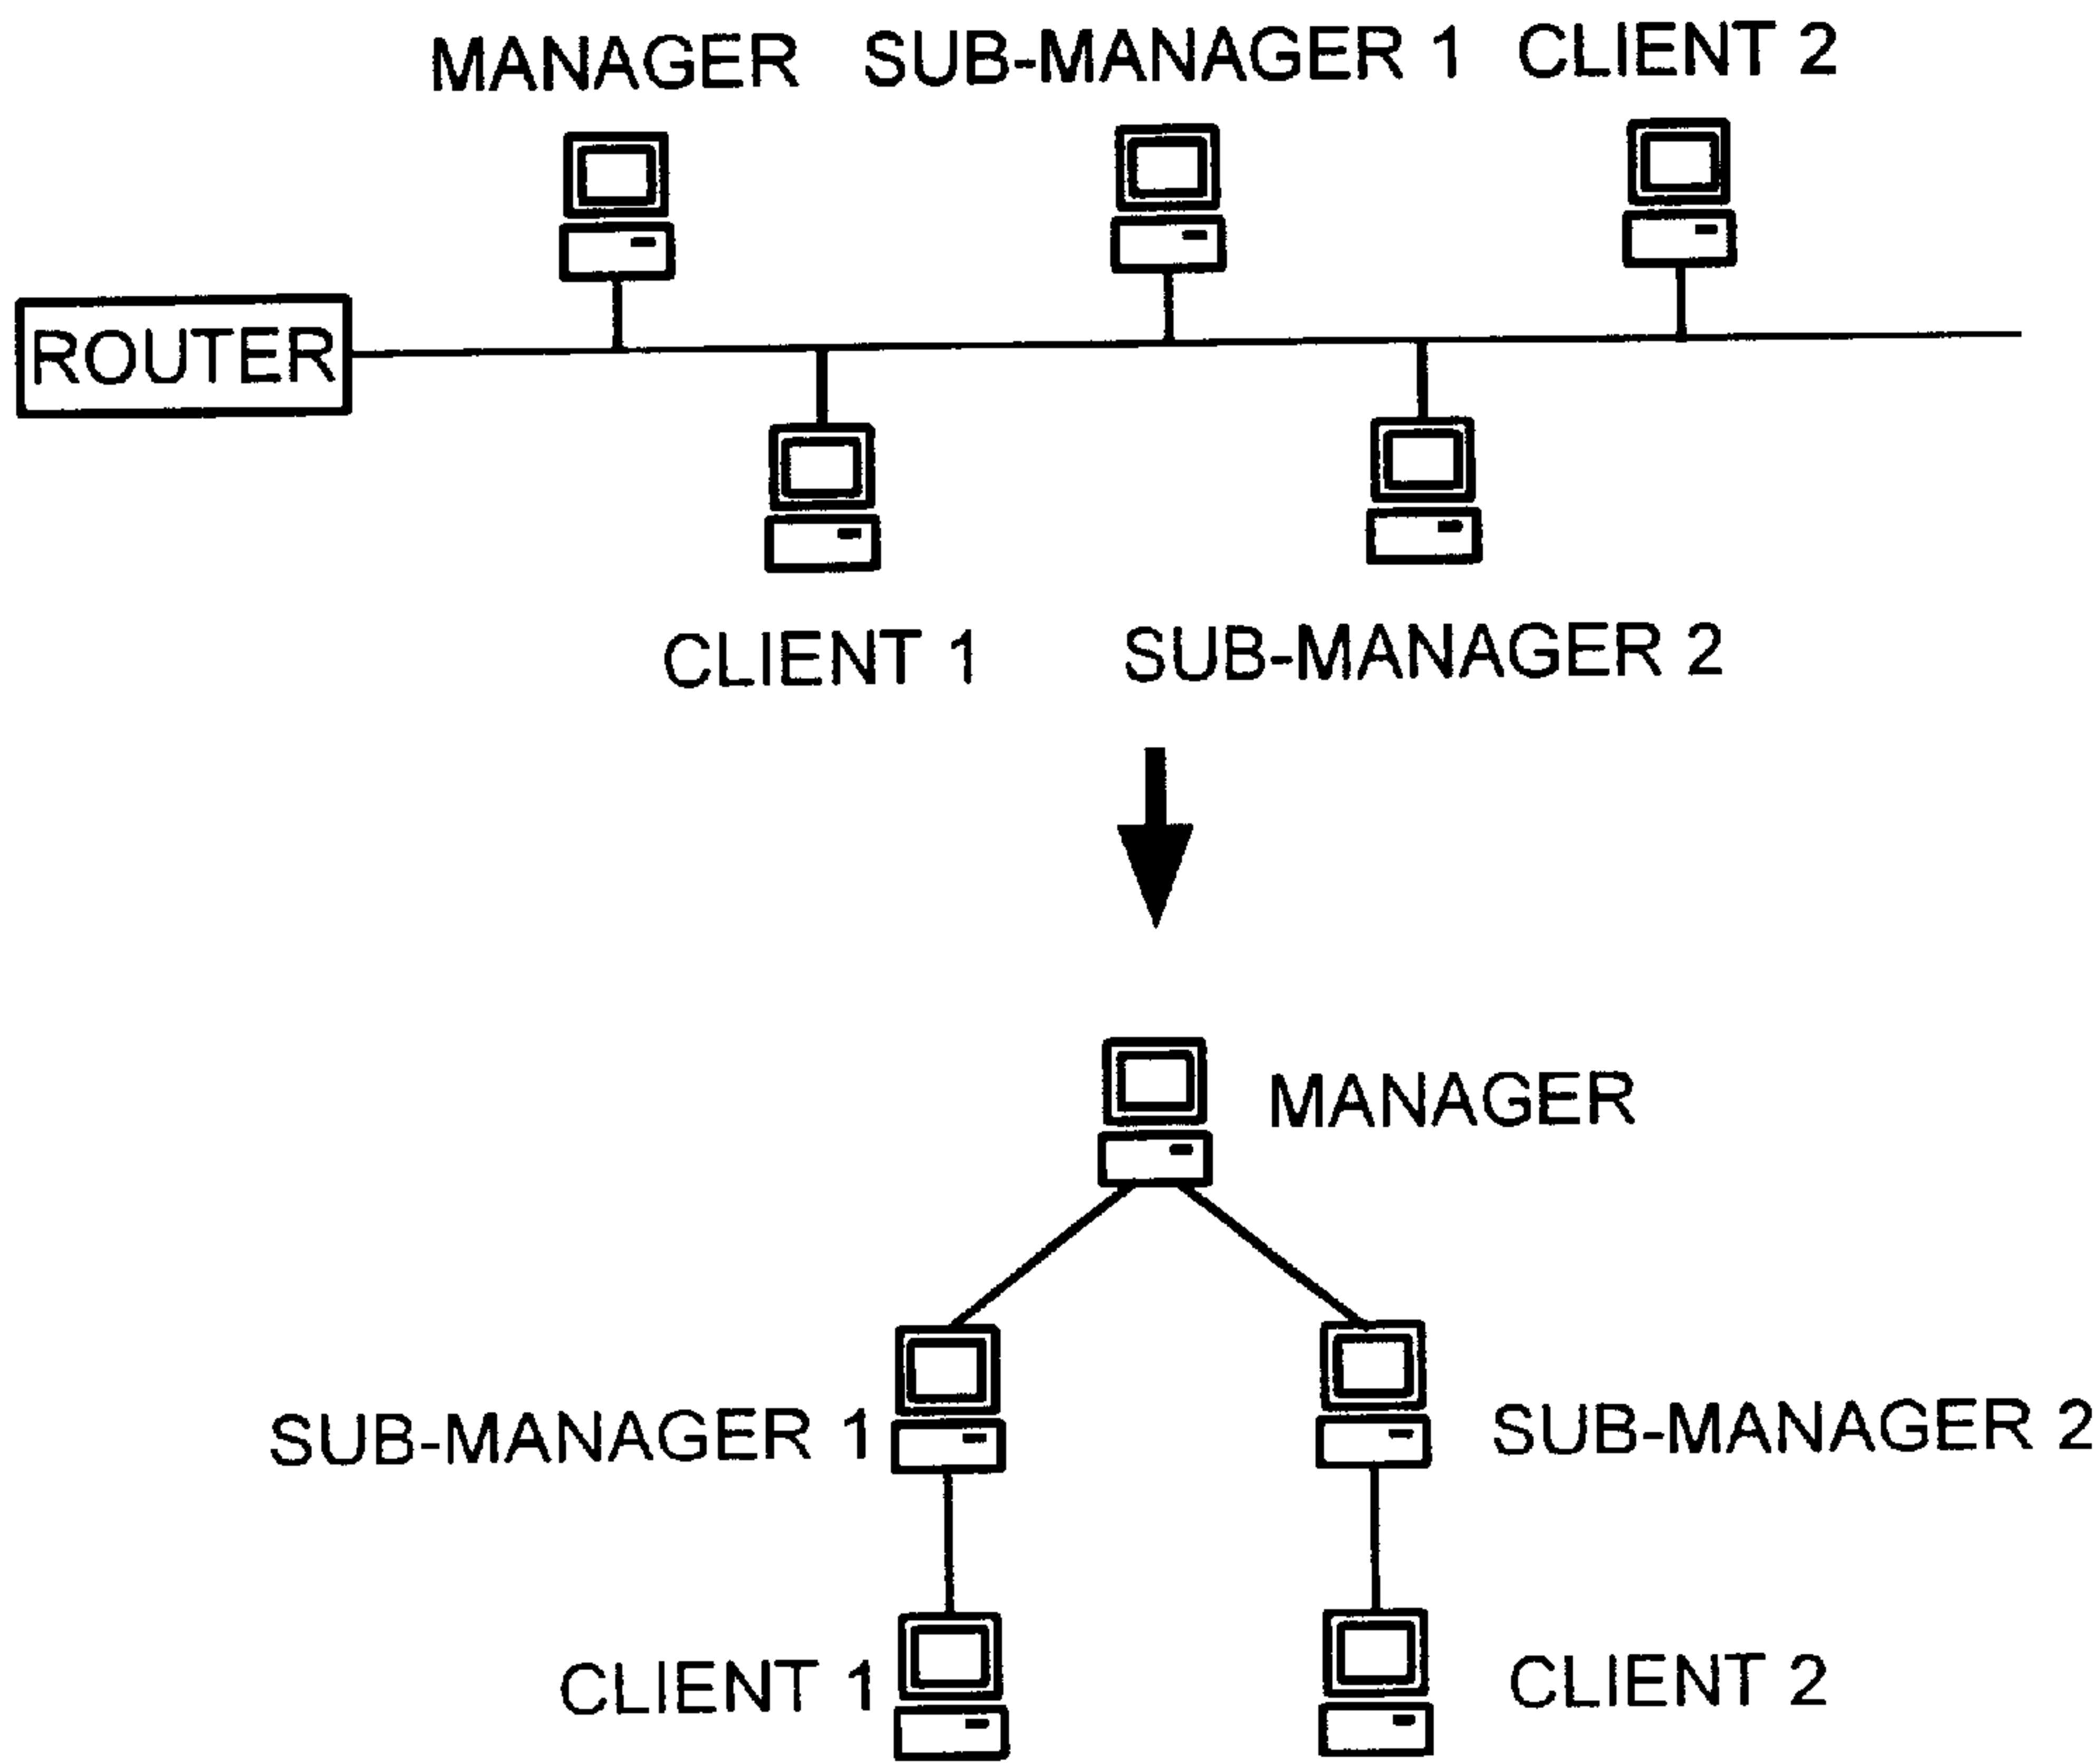 MANAGER SUB-MANAGER 1 CLIENT 2
ROUTER
CLIENT 1 SUB-MANAGER 2
MANAGER
SUB-MANAGER 1 SUB-MANAGER 2
CLIENT 1 CLIENT 2